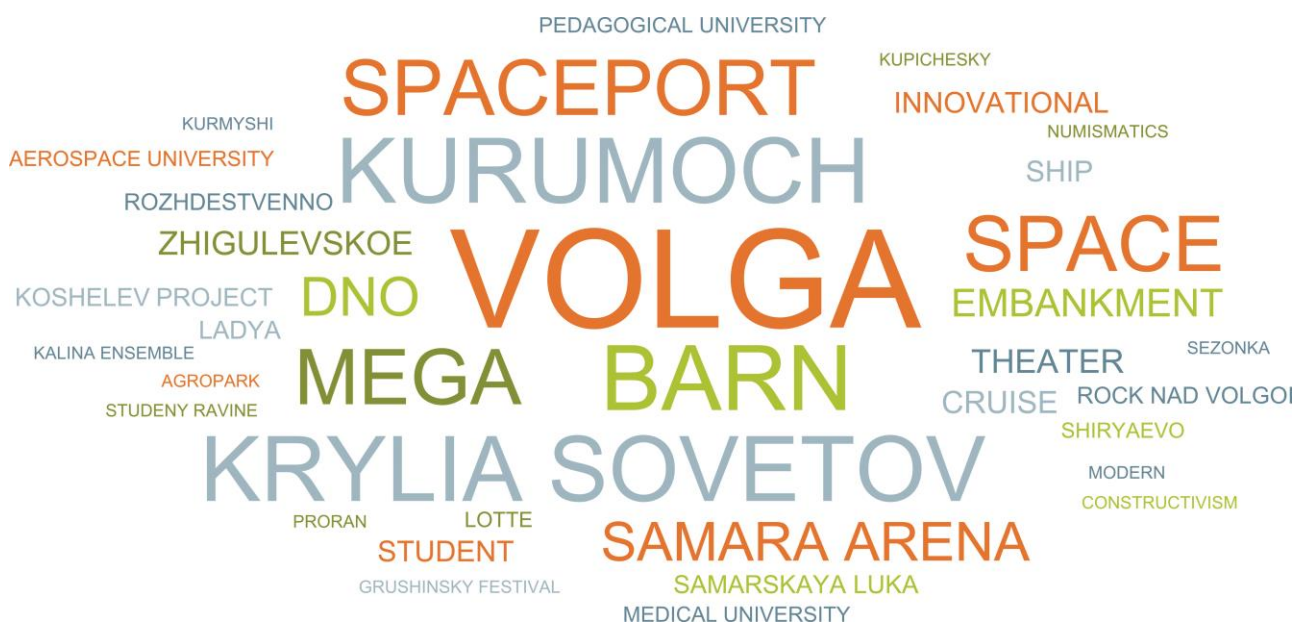 PEDAGOGICAL UNIVERSITY
SPACEPORT
KUPICHESKY
INNOVATIONAL
KURMYSHI
NUMISMATICS
AEROSPACE UNIVERSITY
KURUMOCH
SHIP
ROZHDESTVENNO
ZHIGULEVSKOE
VOLGA
SPACE
KOSHELEV PROJECT
DNO
EMBANKMENT
LADYA
KALINA ENSEMBLE
MEGA
BARN
THEATER
SEZONKA
AGROPARK
CRUISE
ROCK NAD VOLGOI
STUDENY RAVINE
SHIRYAEVO
KRYLIA SOVETOV
MODERN
CONSTRUCTIVISM
PRORAN
LOTTE
STUDENT
SAMARA ARENA
GRUSHINSKY FESTIVAL
SAMARSKAYA LUKA
MEDICAL UNIVERSITY